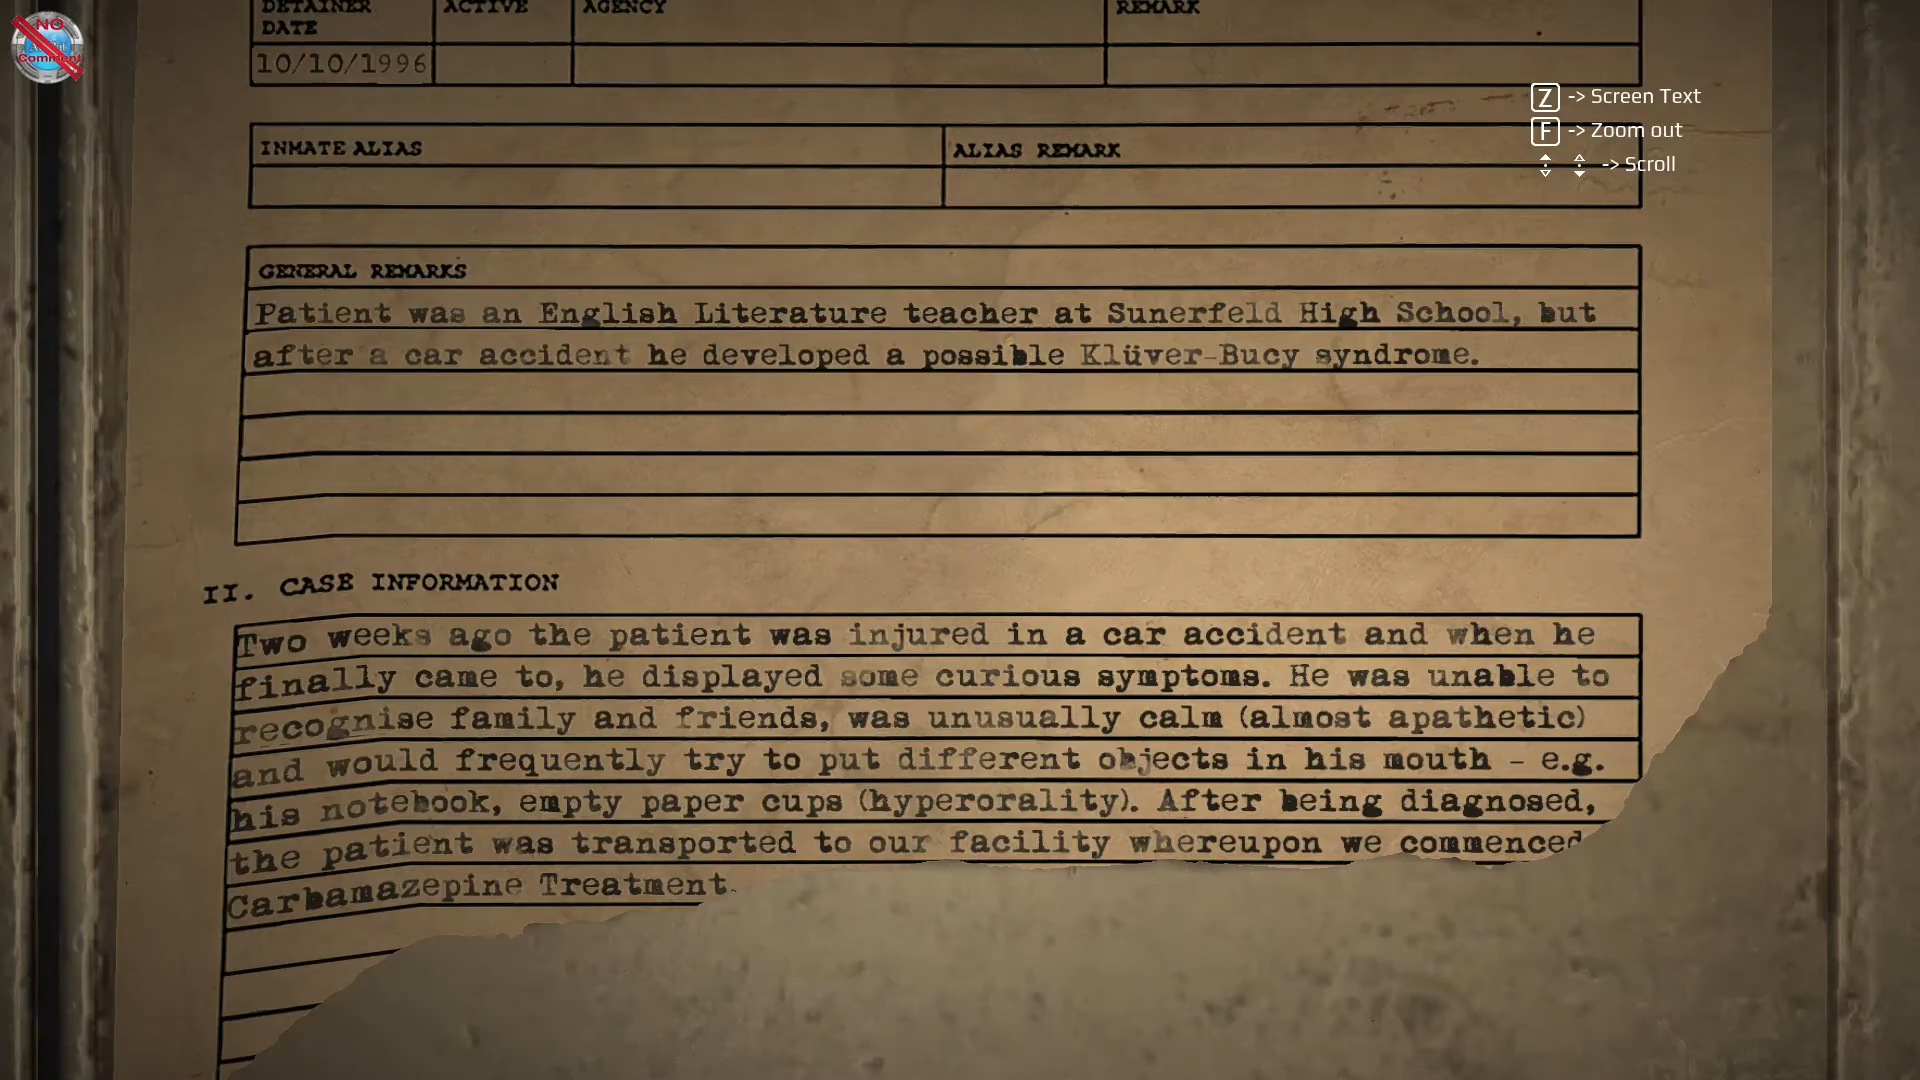 DETAINER ACTIVE AGENCY REMARK
DATE
10/10/1996
NO
Comment
Z -> Screen Text
F -> Zoom out
-> Scroll
INMATE ALIAS ALIAS REMARK
GENERAL REMARKS
Patient was an English Literature teacher at Sunerfeld High School, but
after a car accident he developed a possible Klüver-Bucy syndrome.
II. CASE INFORMATION
Two weeks ago the patient was injured in a car accident and when he
finally came to, he displayed some curious symptoms. He was unable to
recognise family and friends, was unusually calm (almost apathetic)
and would frequently try to put different objects in his mouth - e.g.
his notebook, empty paper cups (hyperorality). After being diagnosed,
the patient was transported to our facility whereupon we commenced
Carbamazepine Treatment.